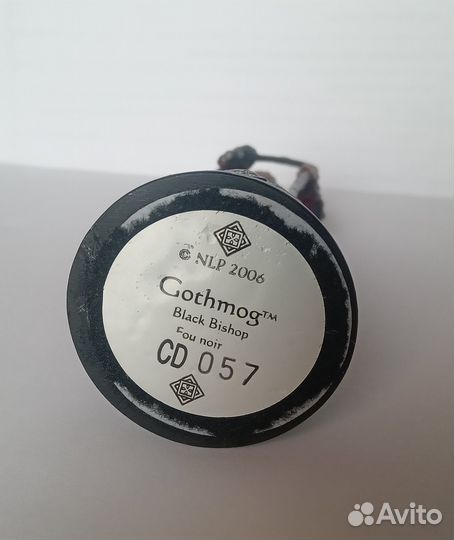 © NLP 2006
Gothmog™
Black Bishop
Fou noir
CD 057
Avito